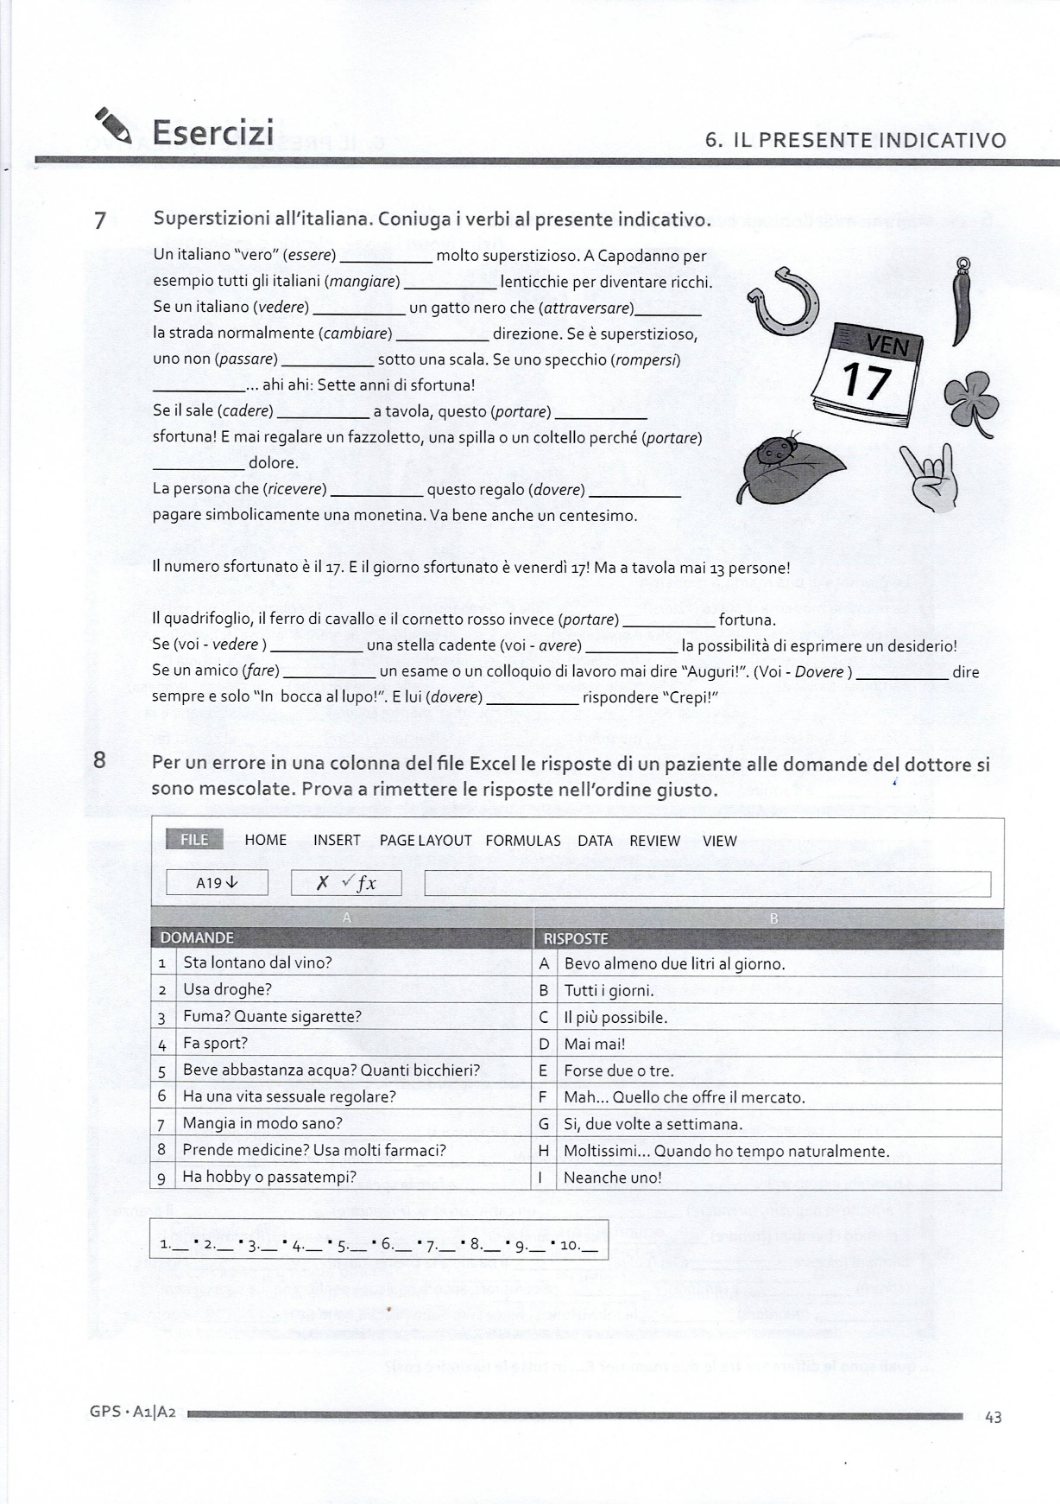 Esercizi
6. IL PRESENTE INDICATIVO
7 Superstizioni all'italiana. Coniuga i verbi al presente indicativo.
Un italiano "vero" (essere) __________ molto superstizioso. A Capodanno per
esempio tutti gli italiani (mangiare) __________ lenticchie per diventare ricchi.
Se un italiano (vedere) __________ un gatto nero che (attraversare)_______
la strada normalmente (cambiare) __________ direzione. Se è superstizioso,
uno non (passare) __________ sotto una scala. Se uno specchio (rompersi)
__________... ahi ahi: Sette anni di sfortuna!
Se il sale (cadere) __________ a tavola, questo (portare) __________
sfortuna! E mai regalare un fazzoletto, una spilla o un coltello perché (portare)
__________ dolore.
La persona che (ricevere) __________ questo regalo (dovere) __________
pagare simbolicamente una monetina. Va bene anche un centesimo.
VEN
17
Il numero sfortunato è il 17. E il giorno sfortunato è venerdì 17! Ma a tavola mai 13 persone!
Il quadrifoglio, il ferro di cavallo e il cornetto rosso invece (portare) __________ fortuna.
Se (voi - vedere ) __________ una stella cadente (voi - avere) __________ la possibilità di esprimere un desiderio!
Se un amico (fare) __________ un esame o un colloquio di lavoro mai dire "Auguri!". (Voi - Dovere ) __________ dire
sempre e solo "In bocca al lupo!". E lui (dovere) __________ rispondere "Crepi!"
8 Per un errore in una colonna del file Excel le risposte di un paziente alle domande del dottore si
sono mescolate. Prova a rimettere le risposte nell'ordine giusto.
FILE HOME INSERT PAGE LAYOUT FORMULAS DATA REVIEW VIEW
A19 ↓ ✗ ✓ fx
A B
DOMANDE RISPOSTE
1 Sta lontano dal vino? A Bevo almeno due litri al giorno.
2 Usa droghe? B Tutti i giorni.
3 Fuma? Quante sigarette? C Il più possibile.
4 Fa sport? D Mai mai!
5 Beve abbastanza acqua? Quanti bicchieri? E Forse due o tre.
6 Ha una vita sessuale regolare? F Mah... Quello che offre il mercato.
7 Mangia in modo sano? G Si, due volte a settimana.
8 Prende medicine? Usa molti farmaci? H Moltissimi... Quando ho tempo naturalmente.
9 Ha hobby o passatempi? I Neanche uno!
1.__ • 2.__ • 3.__ • 4.__ • 5.__ • 6.__ • 7.__ • 8.__ • 9.__ • 10.__
GPS • A1|A2
43